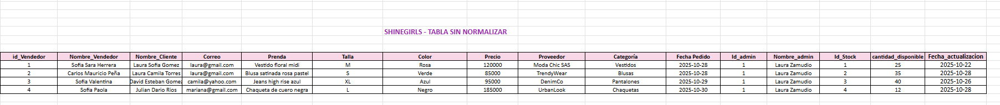 SHINEGIRLS - TABLA SIN NORMALIZAR
id_Vendedor Nombre_Vendedor Nombre_Cliente Correo Prenda Talla Color Precio Proveedor Categoría Fecha Pedido Id_admin Nombre_admin Id_Stock cantidad_disponible Fecha_actualizacion
1 Sofia Sara Herrera Laura Sofia Gomez laura@gmail.com Vestido floral midi M Rosa 120000 Moda Chic SAS Vestidos 2025-10-28 1 Laura Zamudio 1 25 2025-10-22
2 Carlos Mauricio Peña Laura Camila Torres laura@gmail.com Blusa satinada rosa pastel S Verde 85000 TrendyWear Blusas 2025-10-28 1 Laura Zamudio 2 35 2025-10-28
3 Sofia Valentina David Esteban Gomez camila@yahoo.com Jeans high rise azul XL Azul 95000 DenimCo Pantalones 2025-10-29 1 Laura Zamudio 3 40 2025-10-26
4 Sofia Paola Julian Dario Rios mariana@gmail.com Chaqueta de cuero negra L Negro 185000 UrbanLook Chaquetas 2025-10-30 1 Laura Zamudio 4 12 2025-10-28